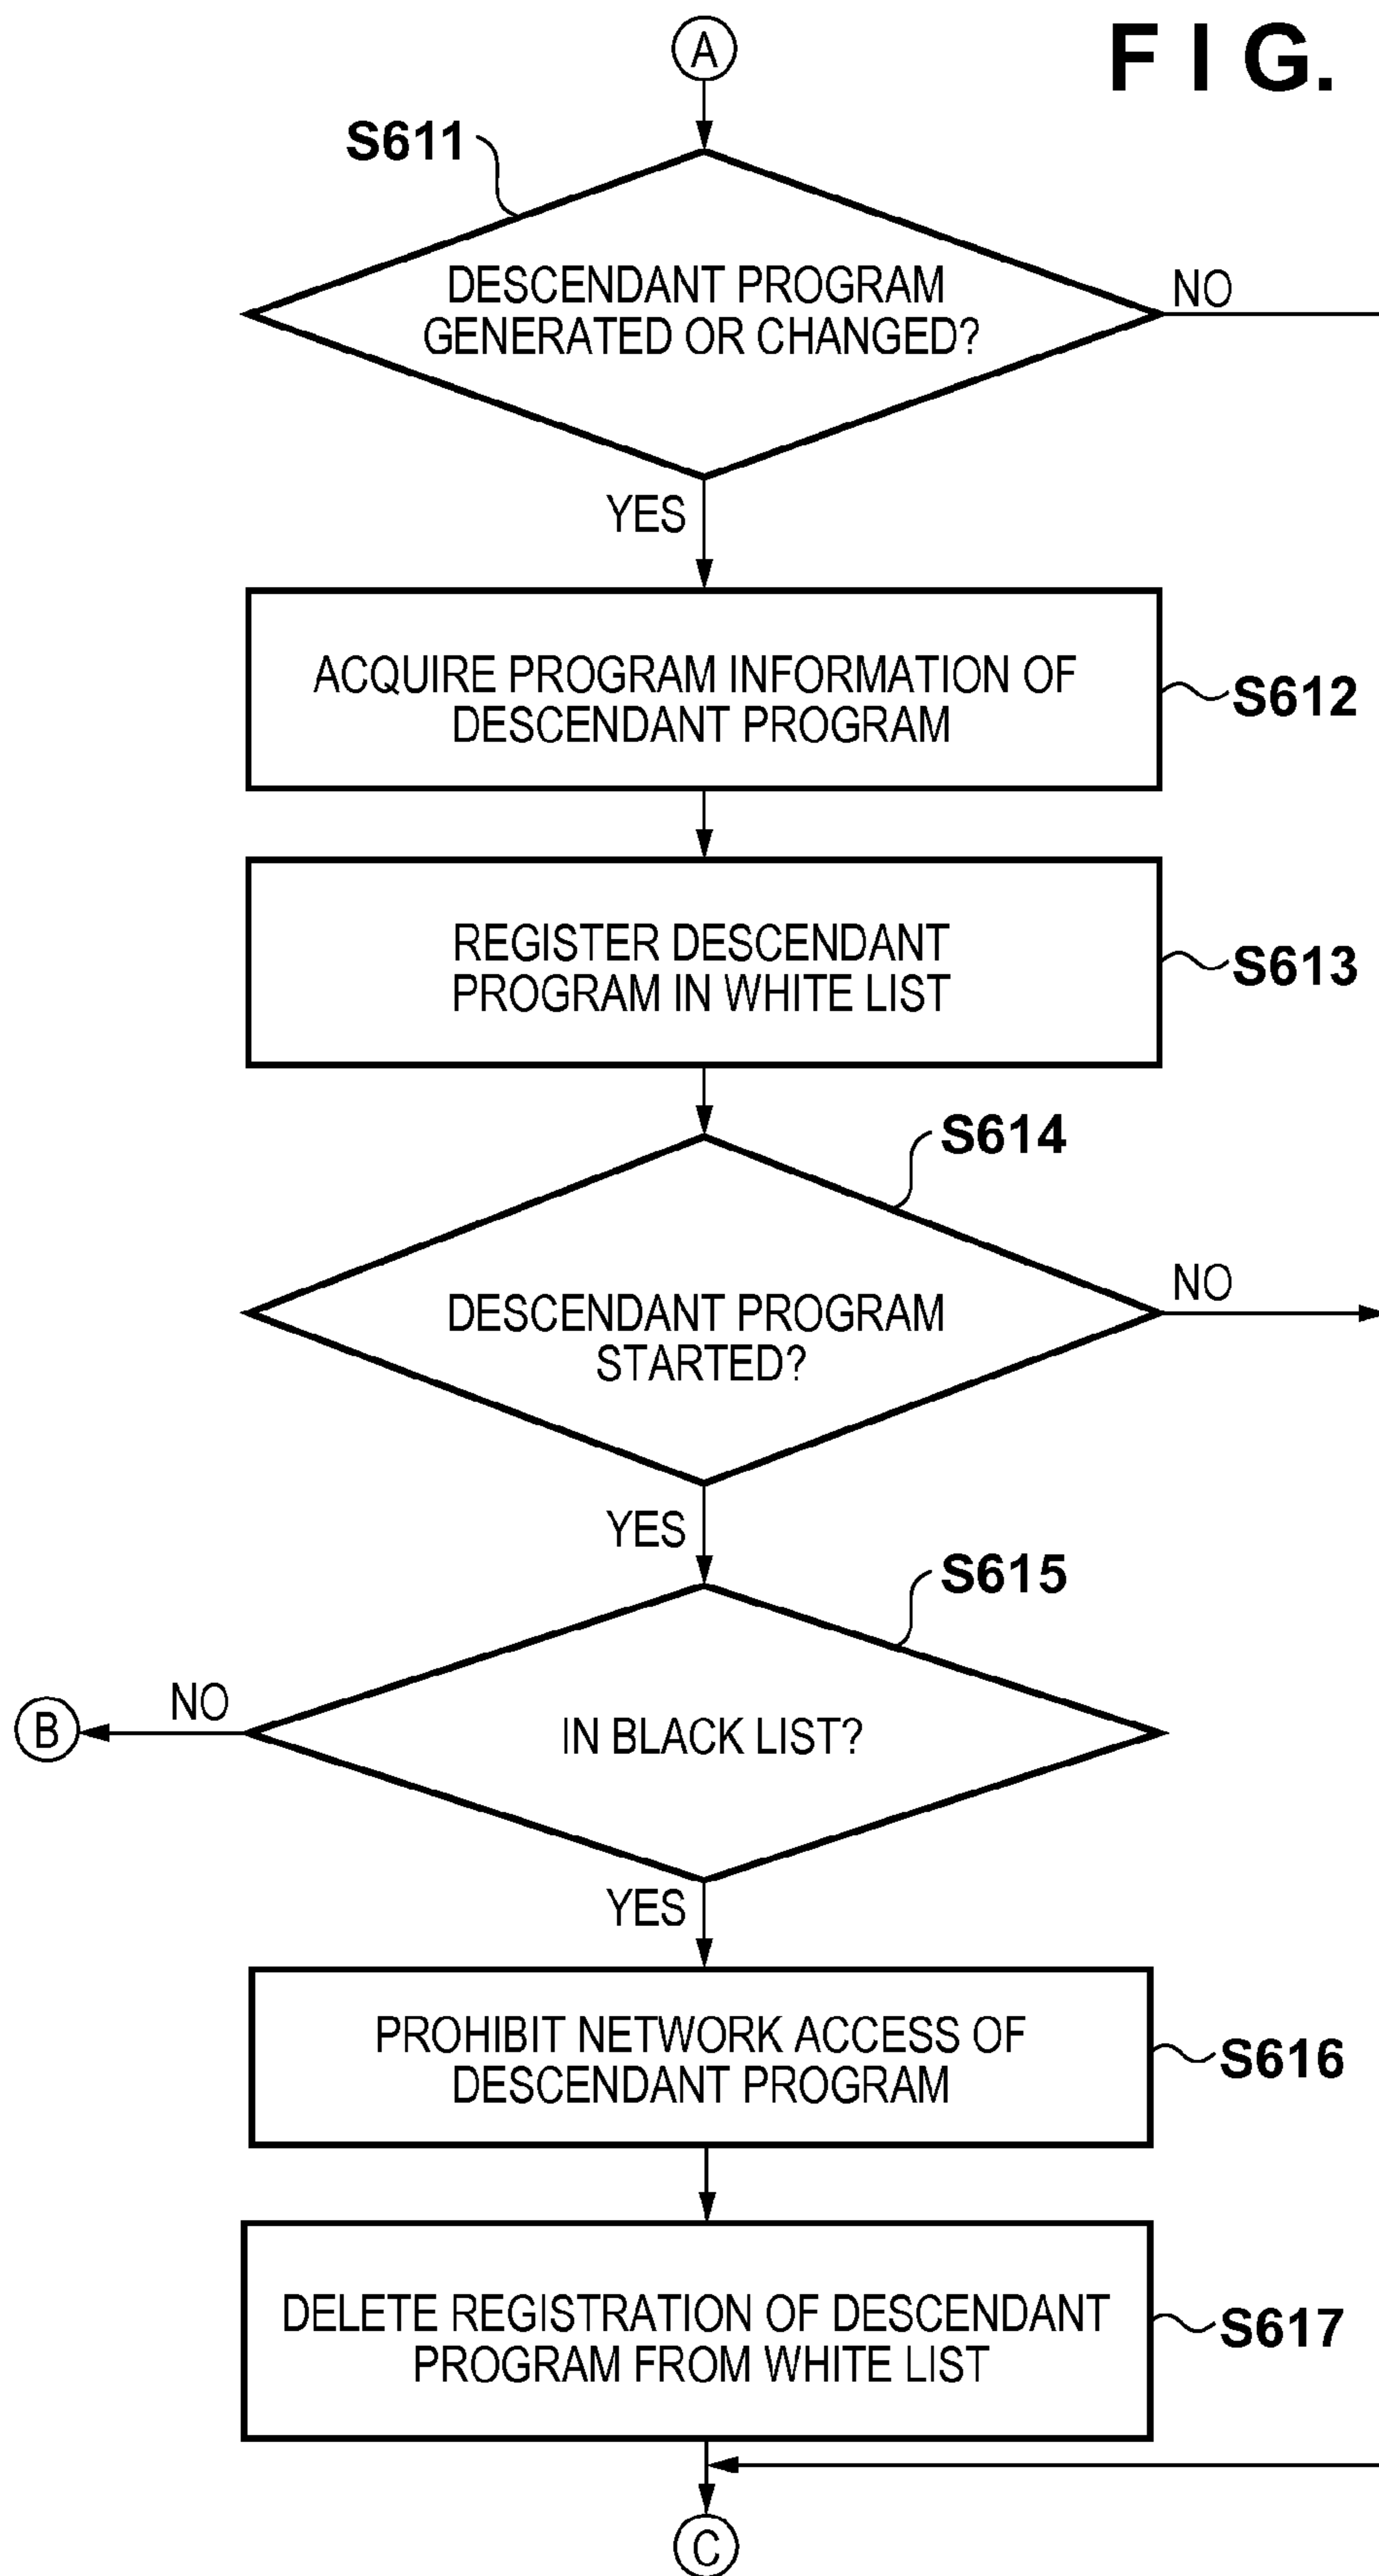 FIG.
A
S611
DESCENDANT PROGRAM
GENERATED OR CHANGED?
NO
YES
ACQUIRE PROGRAM INFORMATION OF
DESCENDANT PROGRAM
S612
REGISTER DESCENDANT
PROGRAM IN WHITE LIST
S613
S614
DESCENDANT PROGRAM
STARTED?
NO
YES
S615
IN BLACK LIST?
NO
B
YES
PROHIBIT NETWORK ACCESS OF
DESCENDANT PROGRAM
S616
DELETE REGISTRATION OF DESCENDANT
PROGRAM FROM WHITE LIST
S617
C